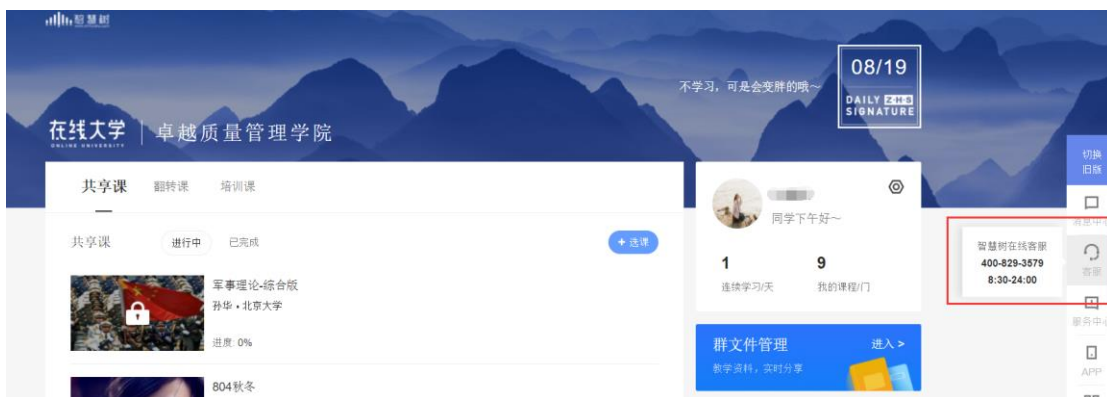 智慧树
08/19
不学习，可是会变胖的哦～
DAILY ZHS
SIGNATURE
在线大学
ONLINE UNIVERSITY
卓越质量管理学院
切换
旧版
共享课 翻转课 培训课
同学下午好～
消息中心
共享课 进行中 已完成 + 选课
智慧树在线客服
400-829-3579
8:30-24:00
客服
1 9
连续学习/天 我的课程/门
军事理论-综合版
孙华 • 北京大学
进度: 0%
服务中心
群文件管理 进入 >
教学资料，实时分享
APP
804秋冬